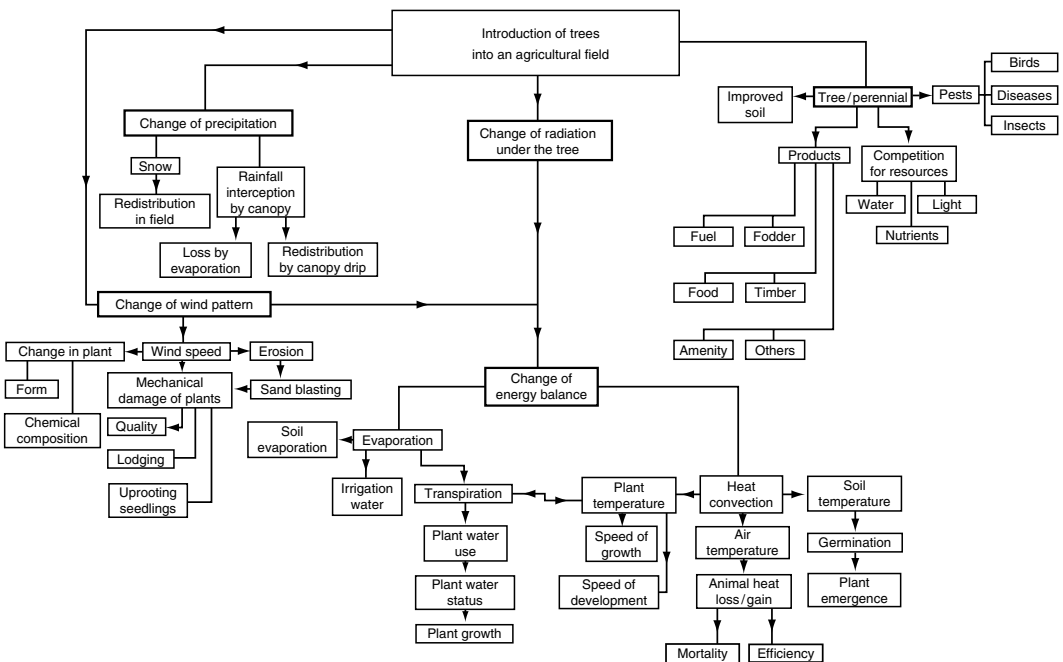 Introduction of trees
into an agricultural field
Birds
Improved
soil
Tree/perennial
Pests
Diseases
Insects
Change of precipitation
Change of radiation
under the tree
Products
Competition
for resources
Snow
Rainfall
interception
by canopy
Redistribution
in field
Water
Light
Nutrients
Fuel
Fodder
Loss by
evaporation
Redistribution
by canopy drip
Food
Timber
Change of wind pattern
Amenity
Others
Change in plant
Wind speed
Erosion
Form
Mechanical
damage of plants
Sand blasting
Change of
energy balance
Chemical
composition
Quality
Lodging
Uprooting
seedlings
Soil
evaporation
Evaporation
Irrigation
water
Transpiration
Plant
temperature
Heat
convection
Soil
temperature
Plant water
use
Speed of
growth
Air
temperature
Germination
Plant water
status
Speed of
development
Animal heat
loss/gain
Plant
emergence
Plant growth
Mortality
Efficiency